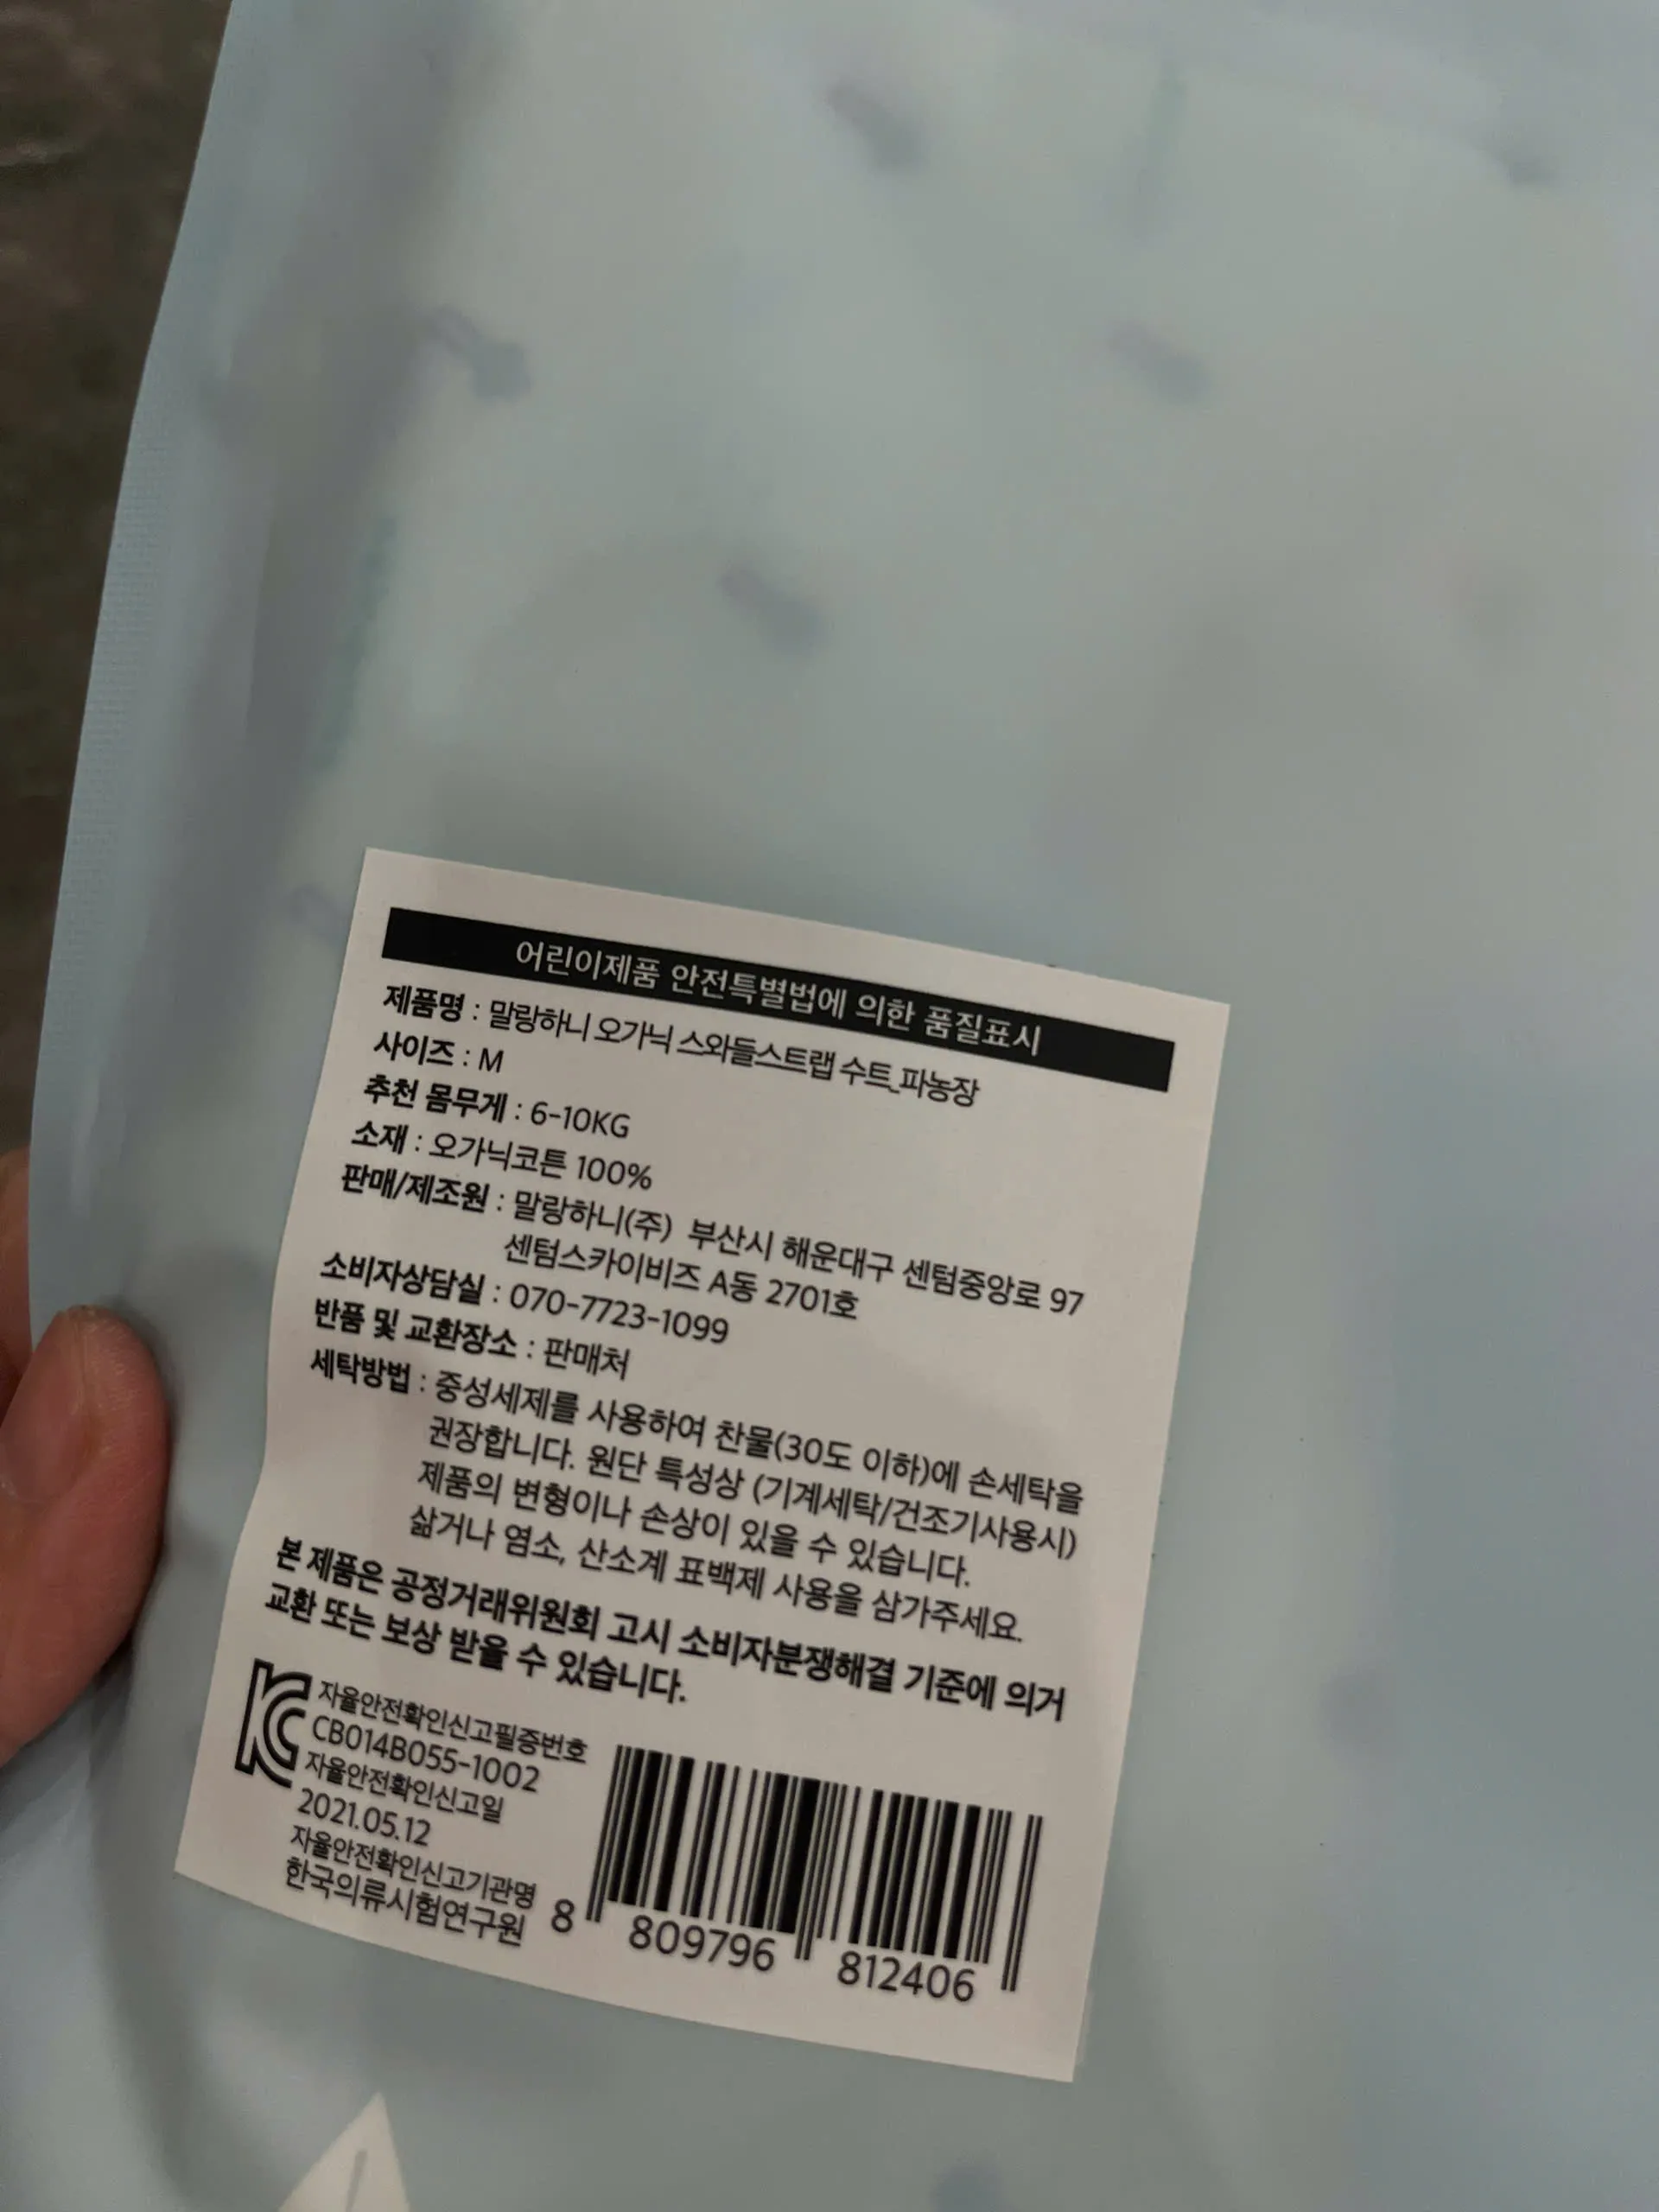 어린이제품 안전특별법에 의한 품질표시
제품명 : 말랑하니 오가닉 스와들스트랩 수트_파농장
사이즈 : M
추천 몸무게 : 6-10KG
소재 : 오가닉코튼 100%
판매/제조원 : 말랑하니(주) 부산시 해운대구 센텀중앙로 97
센텀스카이비즈 A동 2701호
소비자상담실 : 070-7723-1099
반품 및 교환장소 : 판매처
세탁방법 : 중성세제를 사용하여 찬물(30도 이하)에 손세탁을
권장합니다. 원단 특성상 (기계세탁/건조기사용시)
제품의 변형이나 손상이 있을 수 있습니다.
삶거나 염소, 산소계 표백제 사용을 삼가주세요.
본 제품은 공정거래위원회 고시 소비자분쟁해결 기준에 의거
교환 또는 보상 받을 수 있습니다.
자율안전확인신고필증번호
CB014B055-1002
자율안전확인신고일
2021.05.12
자율안전확인신고기관명
한국의류시험연구원
8 809796 812406